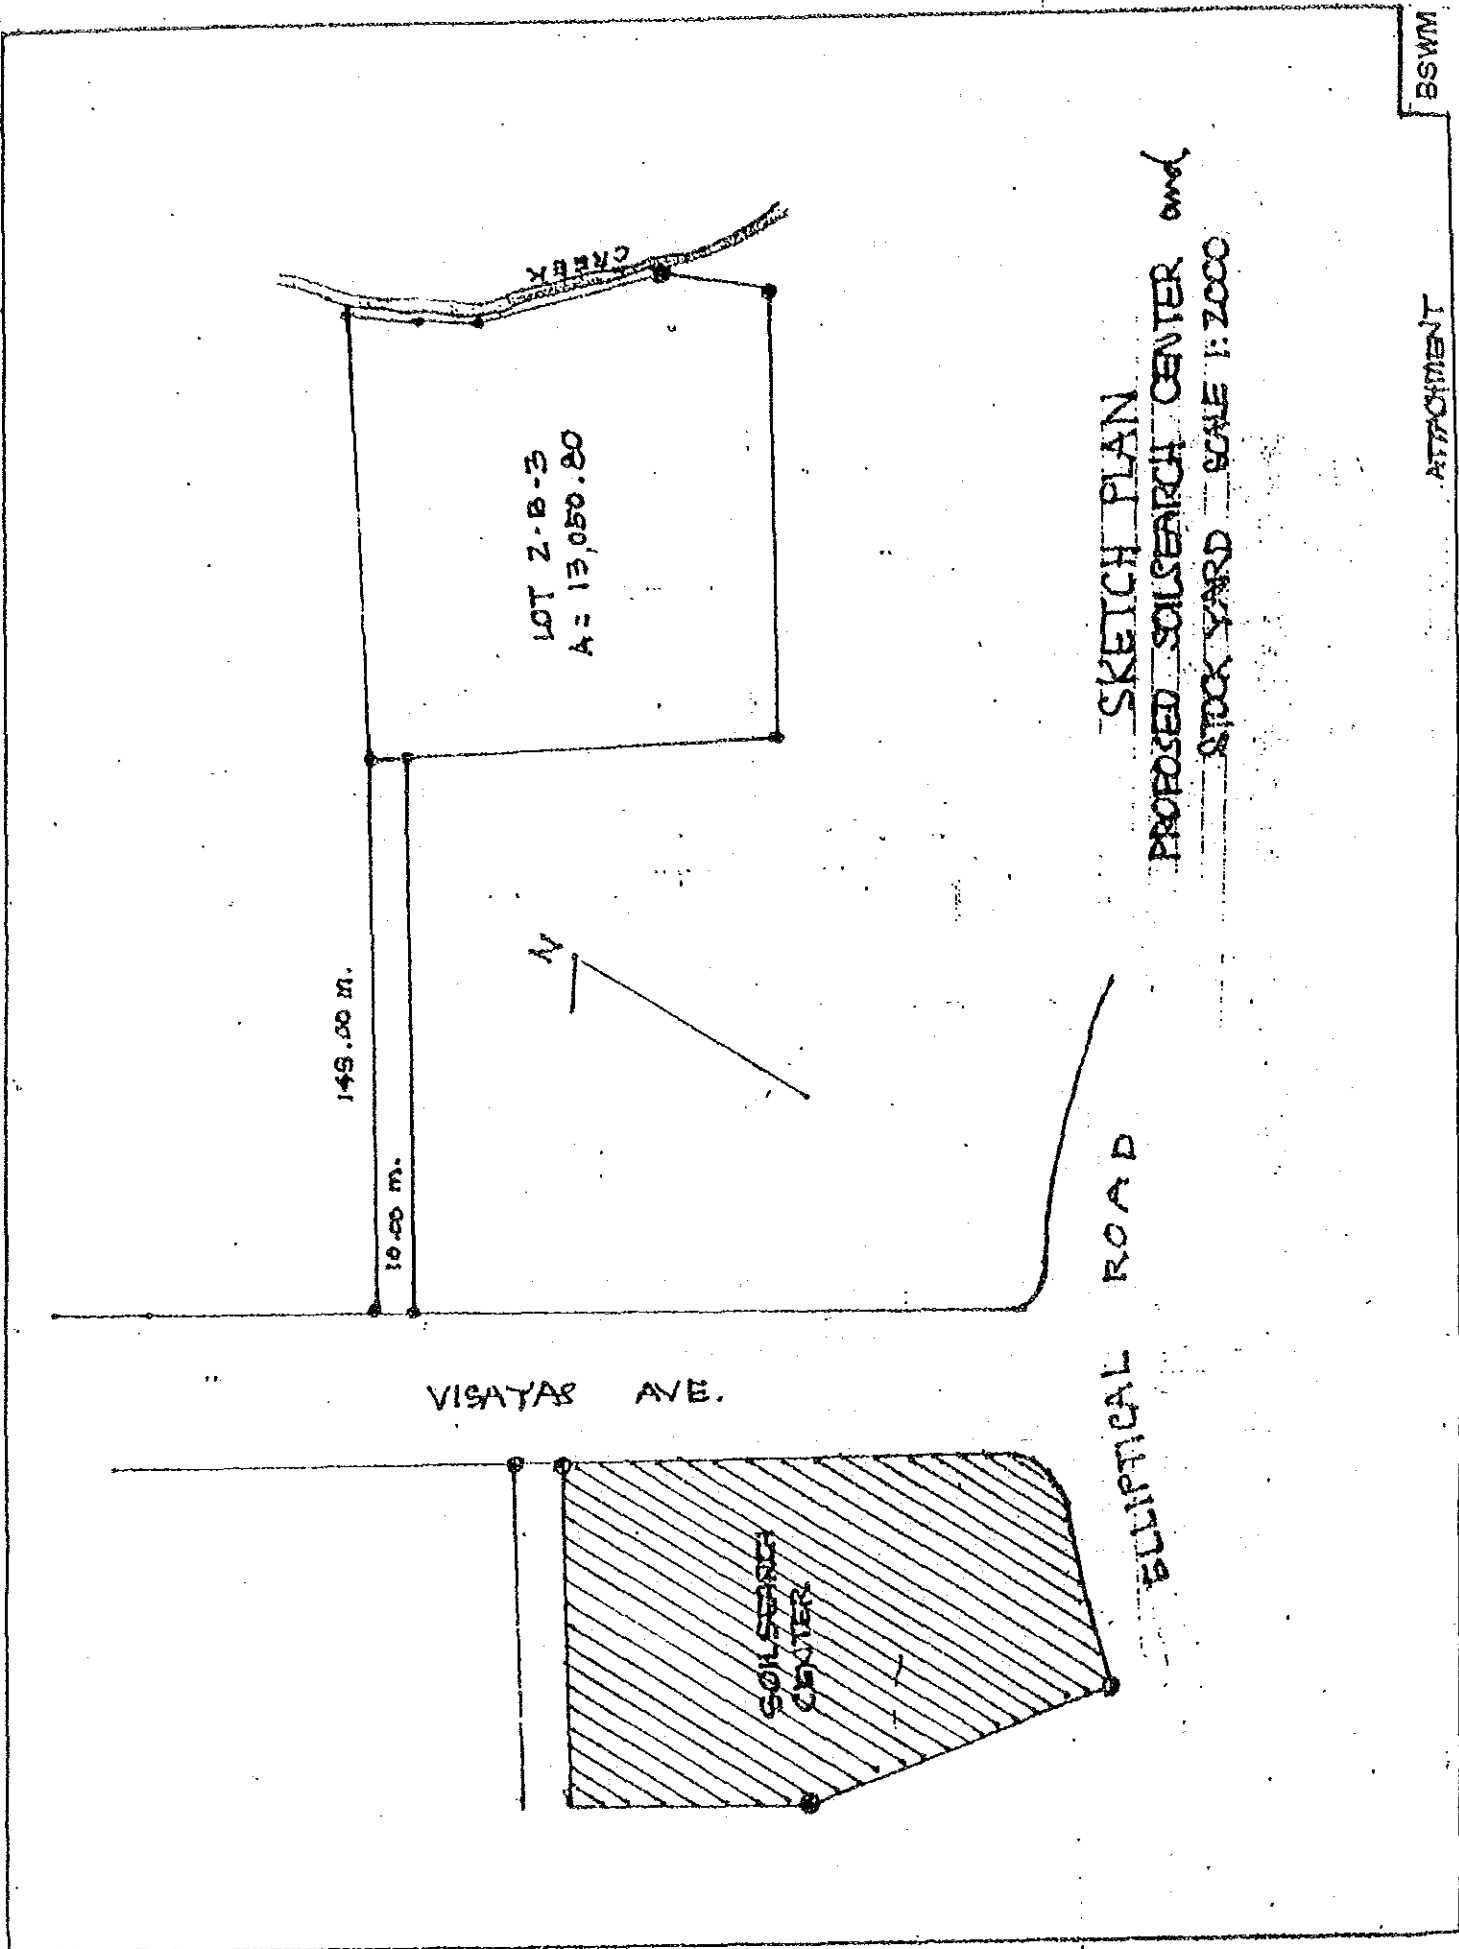 BSWM
ATTACHMENT
CREEK
LOT 2-B-3
A = 13,050.80
148.00 m.
10.00 m.
N
VISAYAS AVE.
SOILSEARCH
CENTER
ELLIPTICAL ROAD
SKETCH PLAN
PROPOSED SOILSEARCH CENTER and
STOCK YARD SCALE 1:2000